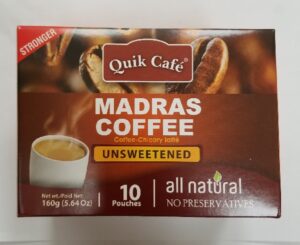 STRONGER
Quik Café®
MADRAS
COFFEE
Coffee-Chicory latte
UNSWEETENED
Net wt./Poid Net:
160g (5.64 Oz)
10
Pouches
all natural
NO PRESERVATIVES